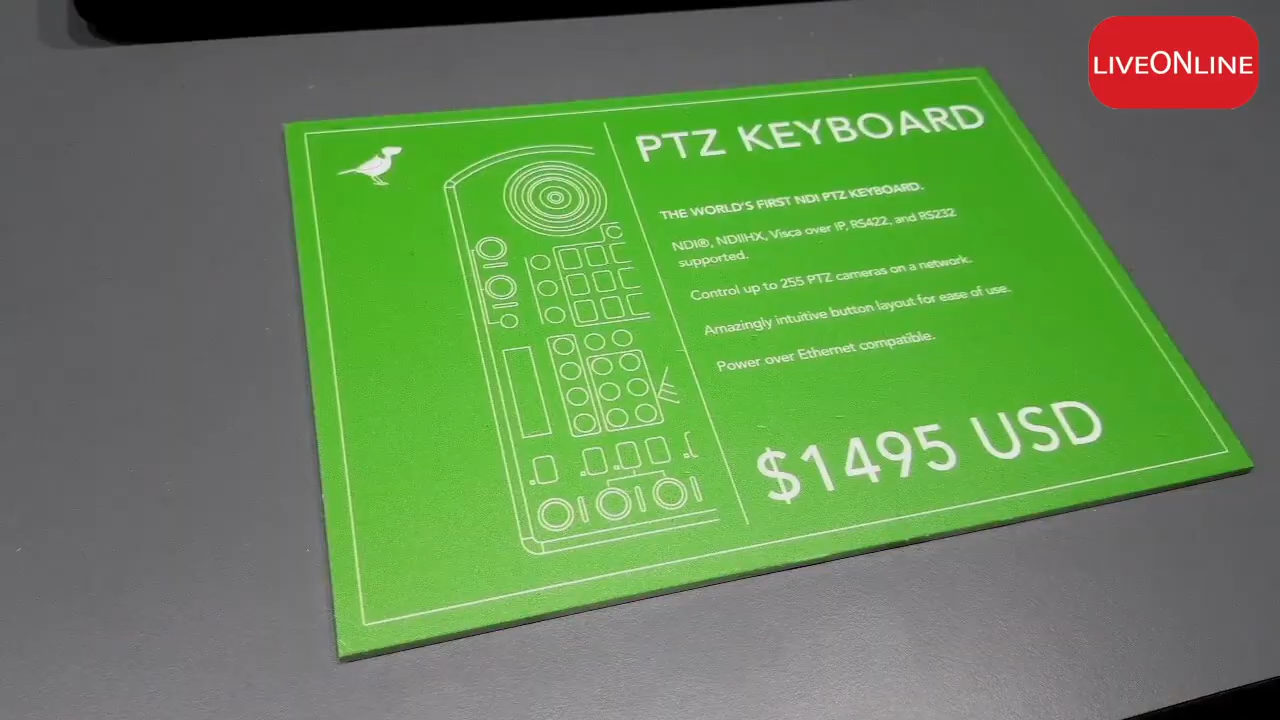 LIVEONLINE
PTZ KEYBOARD
THE WORLD'S FIRST NDI PTZ KEYBOARD.
NDI®, NDI|HX, Visca over IP, RS422, and RS232
supported.
Control up to 255 PTZ cameras on a network.
Amazingly intuitive button layout for ease of use.
Power over Ethernet compatible.
$1495 USD